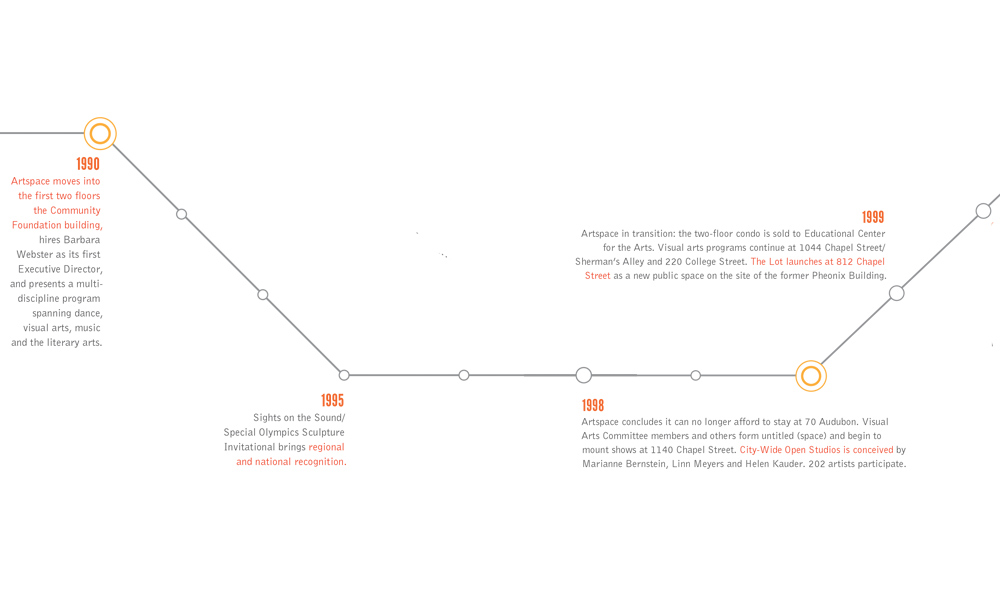 1990
Artspace moves into
the first two floors
the Community
Foundation building,
hires Barbara
Webster as its first
Executive Director,
and presents a multi-
discipline program
spanning dance,
visual arts, music
and the literary arts.
1995
Sights on the Sound/
Special Olympics Sculpture
Invitational brings regional
and national recognition.
1998
Artspace concludes it can no longer afford to stay at 70 Audubon. Visual
Arts Committee members and others form untitled (space) and begin to
mount shows at 1140 Chapel Street. City-Wide Open Studios is conceived by
Marianne Bernstein, Linn Meyers and Helen Kauder. 202 artists participate.
1999
Artspace in transition: the two-floor condo is sold to Educational Center
for the Arts. Visual arts programs continue at 1044 Chapel Street/
Sherman's Alley and 220 College Street. The Lot launches at 812 Chapel
Street as a new public space on the site of the former Pheonix Building.